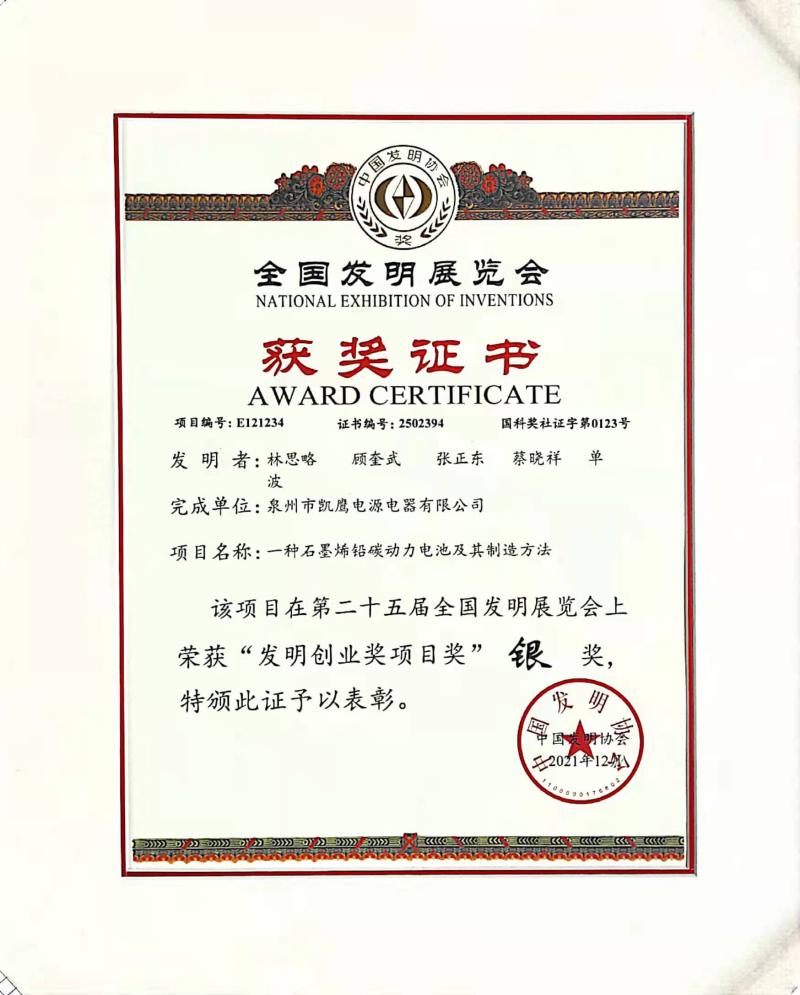 中国发明协会
奖
全国发明展览会
NATIONAL EXHIBITION OF INVENTIONS
获奖证书
AWARD CERTIFICATE
项目编号: E121234 证书编号: 2502394 国科奖社证字第0123号
发明者: 林思略 顾奎武 张正东 蔡晓祥 单
波
完成单位: 泉州市凯鹰电源电器有限公司
项目名称: 一种石墨烯铅碳动力电池及其制造方法
该项目在第二十五届全国发明展览会上
荣获“发明创业奖项目奖” 银 奖，
特颁此证予以表彰。
中国发明协会
中国发明协会
2021年12月
1100000176802